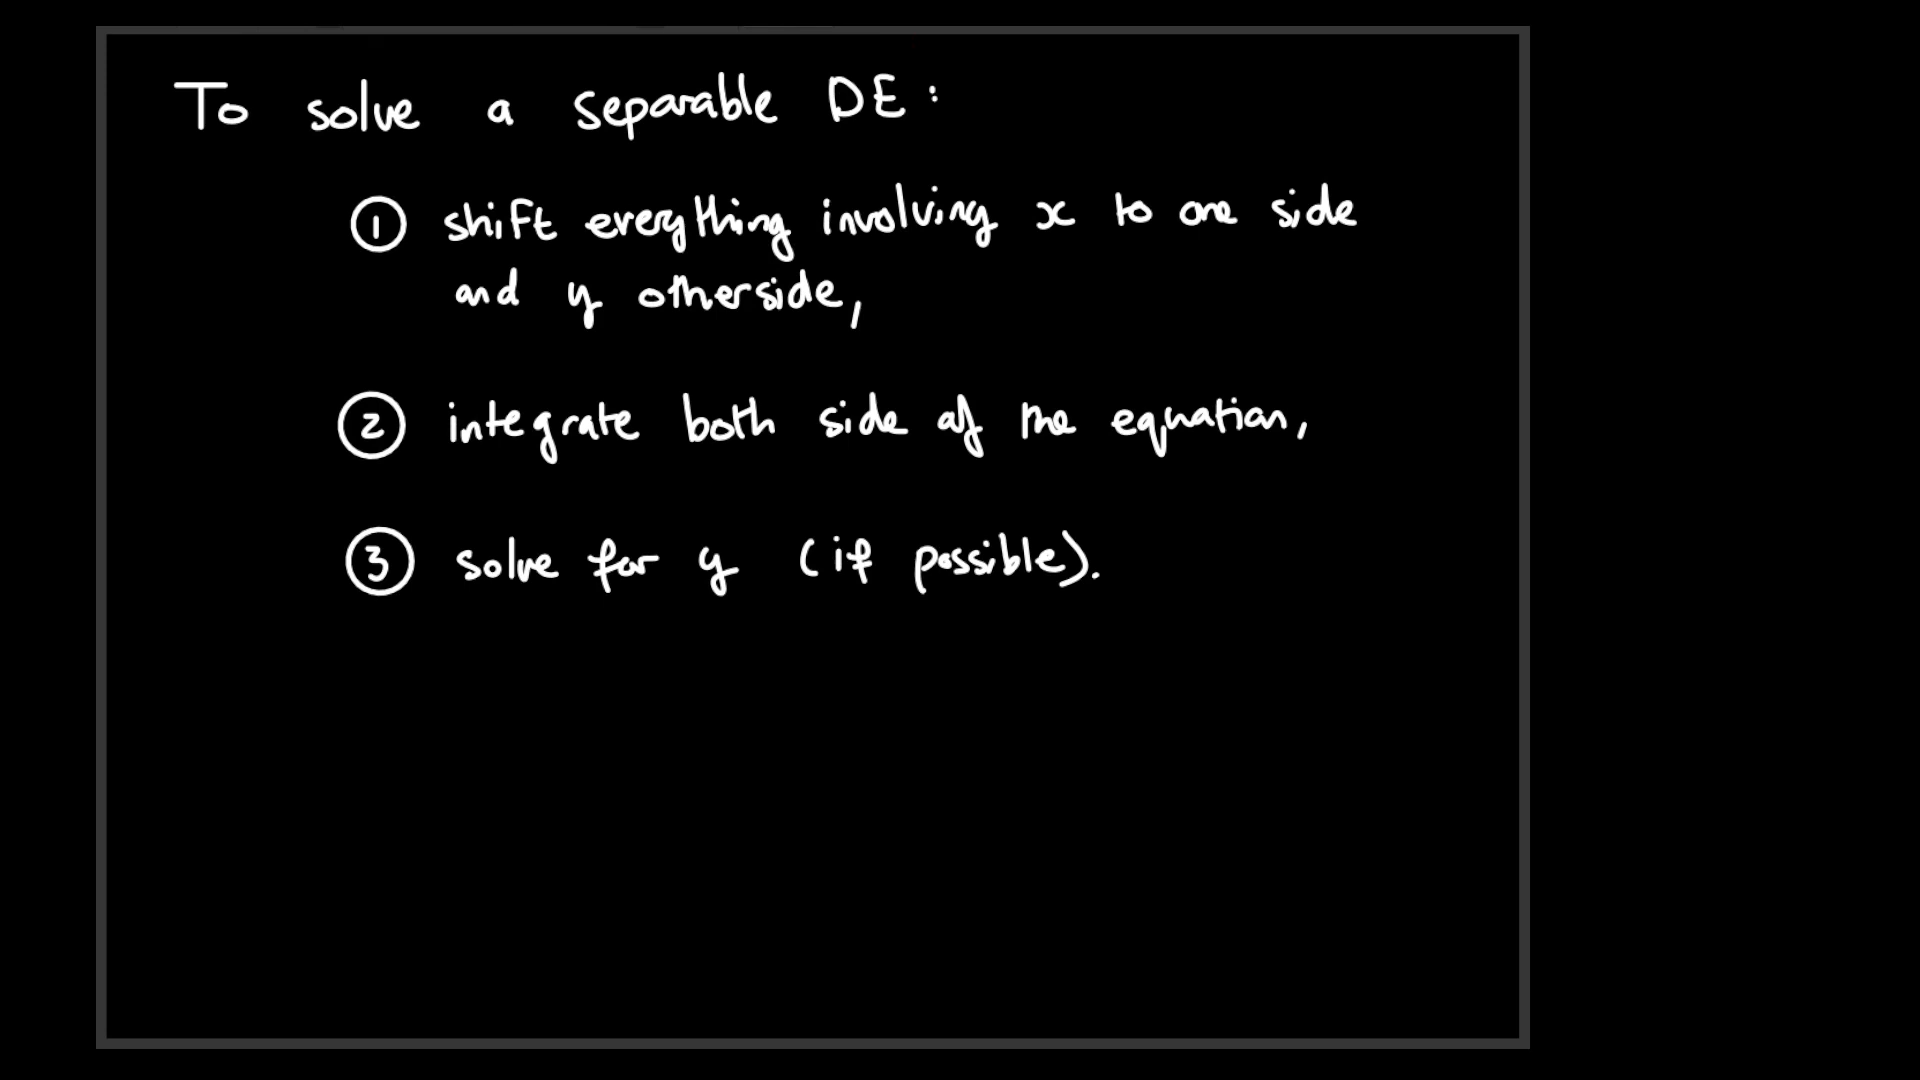 To solve a separable DE:
① shift everything involving x to one side
and y otherside,
② integrate both side of the equation,
③ solve for y (if possible).